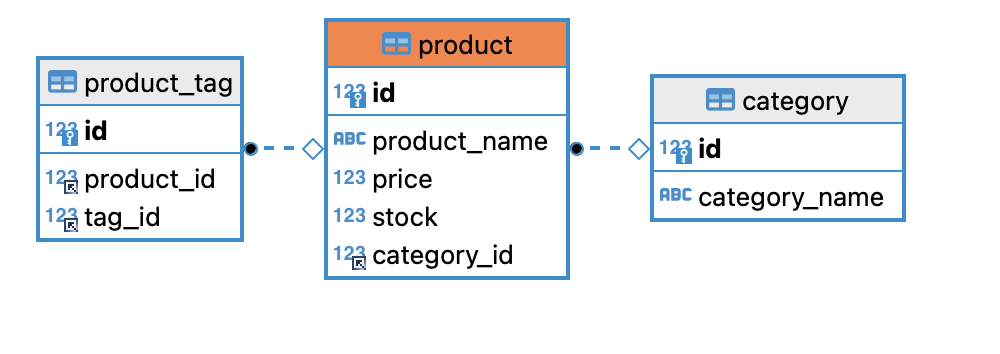 product_tag
123 id
123 product_id
123 tag_id
product
123 id
ABC product_name
123 price
123 stock
123 category_id
category
123 id
ABC category_name